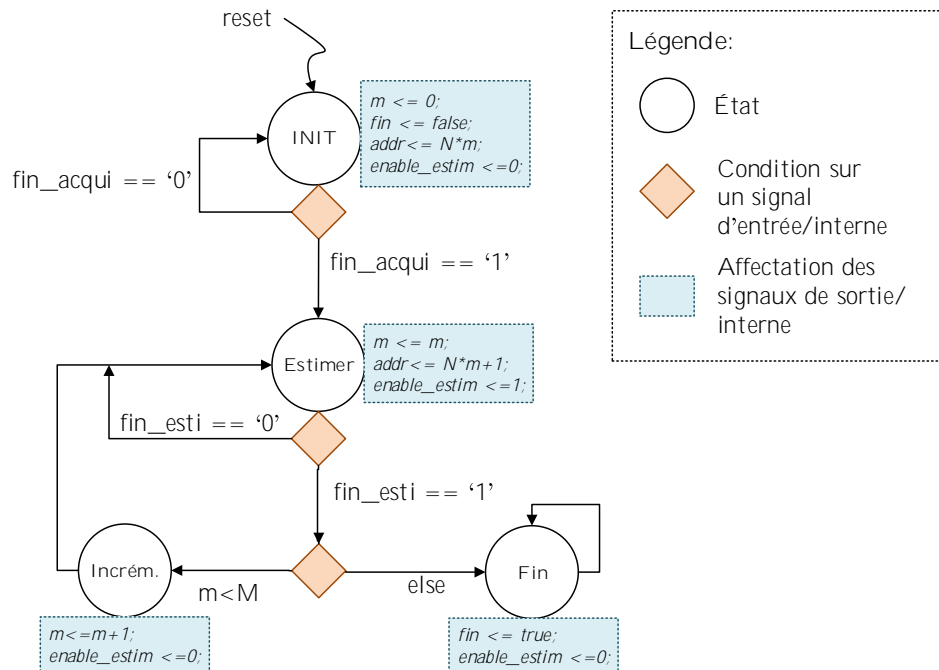 reset
Légende:
m <= 0;
fin <= false;
addr<= N*m;
enable_estim <=0;
INIT
État
fin_acqui == ‘0’
Condition sur
un signal
d'entrée/interne
fin_acqui == ‘1’
Affectation des
signaux de sortie/
interne
Estimer
m <= m;
addr<= N*m+1;
enable_estim <=1;
fin_esti == ‘0’
fin_esti == ‘1’
Incrém.
m<M
else
Fin
m<=m+1;
enable_estim <=0;
fin <= true;
enable_estim <=0;